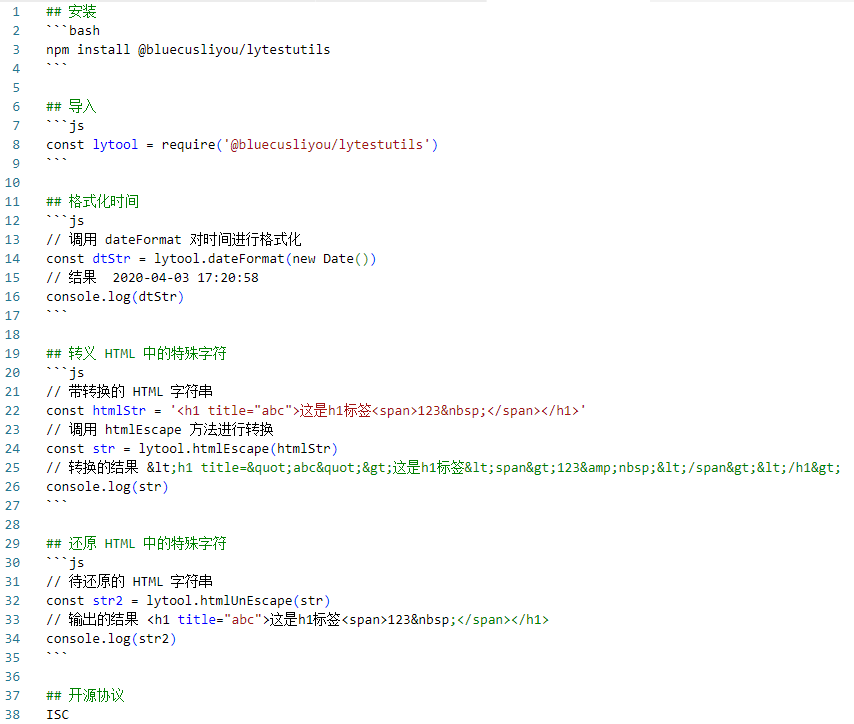 1 ## 安装
2 ```bash
3 npm install @bluecusliyou/lytestutils
4 ```
5
6 ## 导入
7 ```js
8 const lytool = require('@bluecusliyou/lytestutils')
9 ```
10
11 ## 格式化时间
12 ```js
13 // 调用 dateFormat 对时间进行格式化
14 const dtStr = lytool.dateFormat(new Date())
15 // 结果  2020-04-03 17:20:58
16 console.log(dtStr)
17 ```
18
19 ## 转义 HTML 中的特殊字符
20 ```js
21 // 带转换的 HTML 字符串
22 const htmlStr = '<h1 title="abc">这是h1标签<span>123&nbsp;</span></h1>'
23 // 调用 htmlEscape 方法进行转换
24 const str = lytool.htmlEscape(htmlStr)
25 // 转换的结果 &lt;h1 title=&quot;abc&quot;&gt;这是h1标签&lt;span&gt;123&amp;nbsp;&lt;/span&gt;&lt;/h1&gt;
26 console.log(str)
27 ```
28
29 ## 还原 HTML 中的特殊字符
30 ```js
31 // 待还原的 HTML 字符串
32 const str2 = lytool.htmlUnEscape(str)
33 // 输出的结果 <h1 title="abc">这是h1标签<span>123&nbsp;</span></h1>
34 console.log(str2)
35 ```
36
37 ## 开源协议
38 ISC